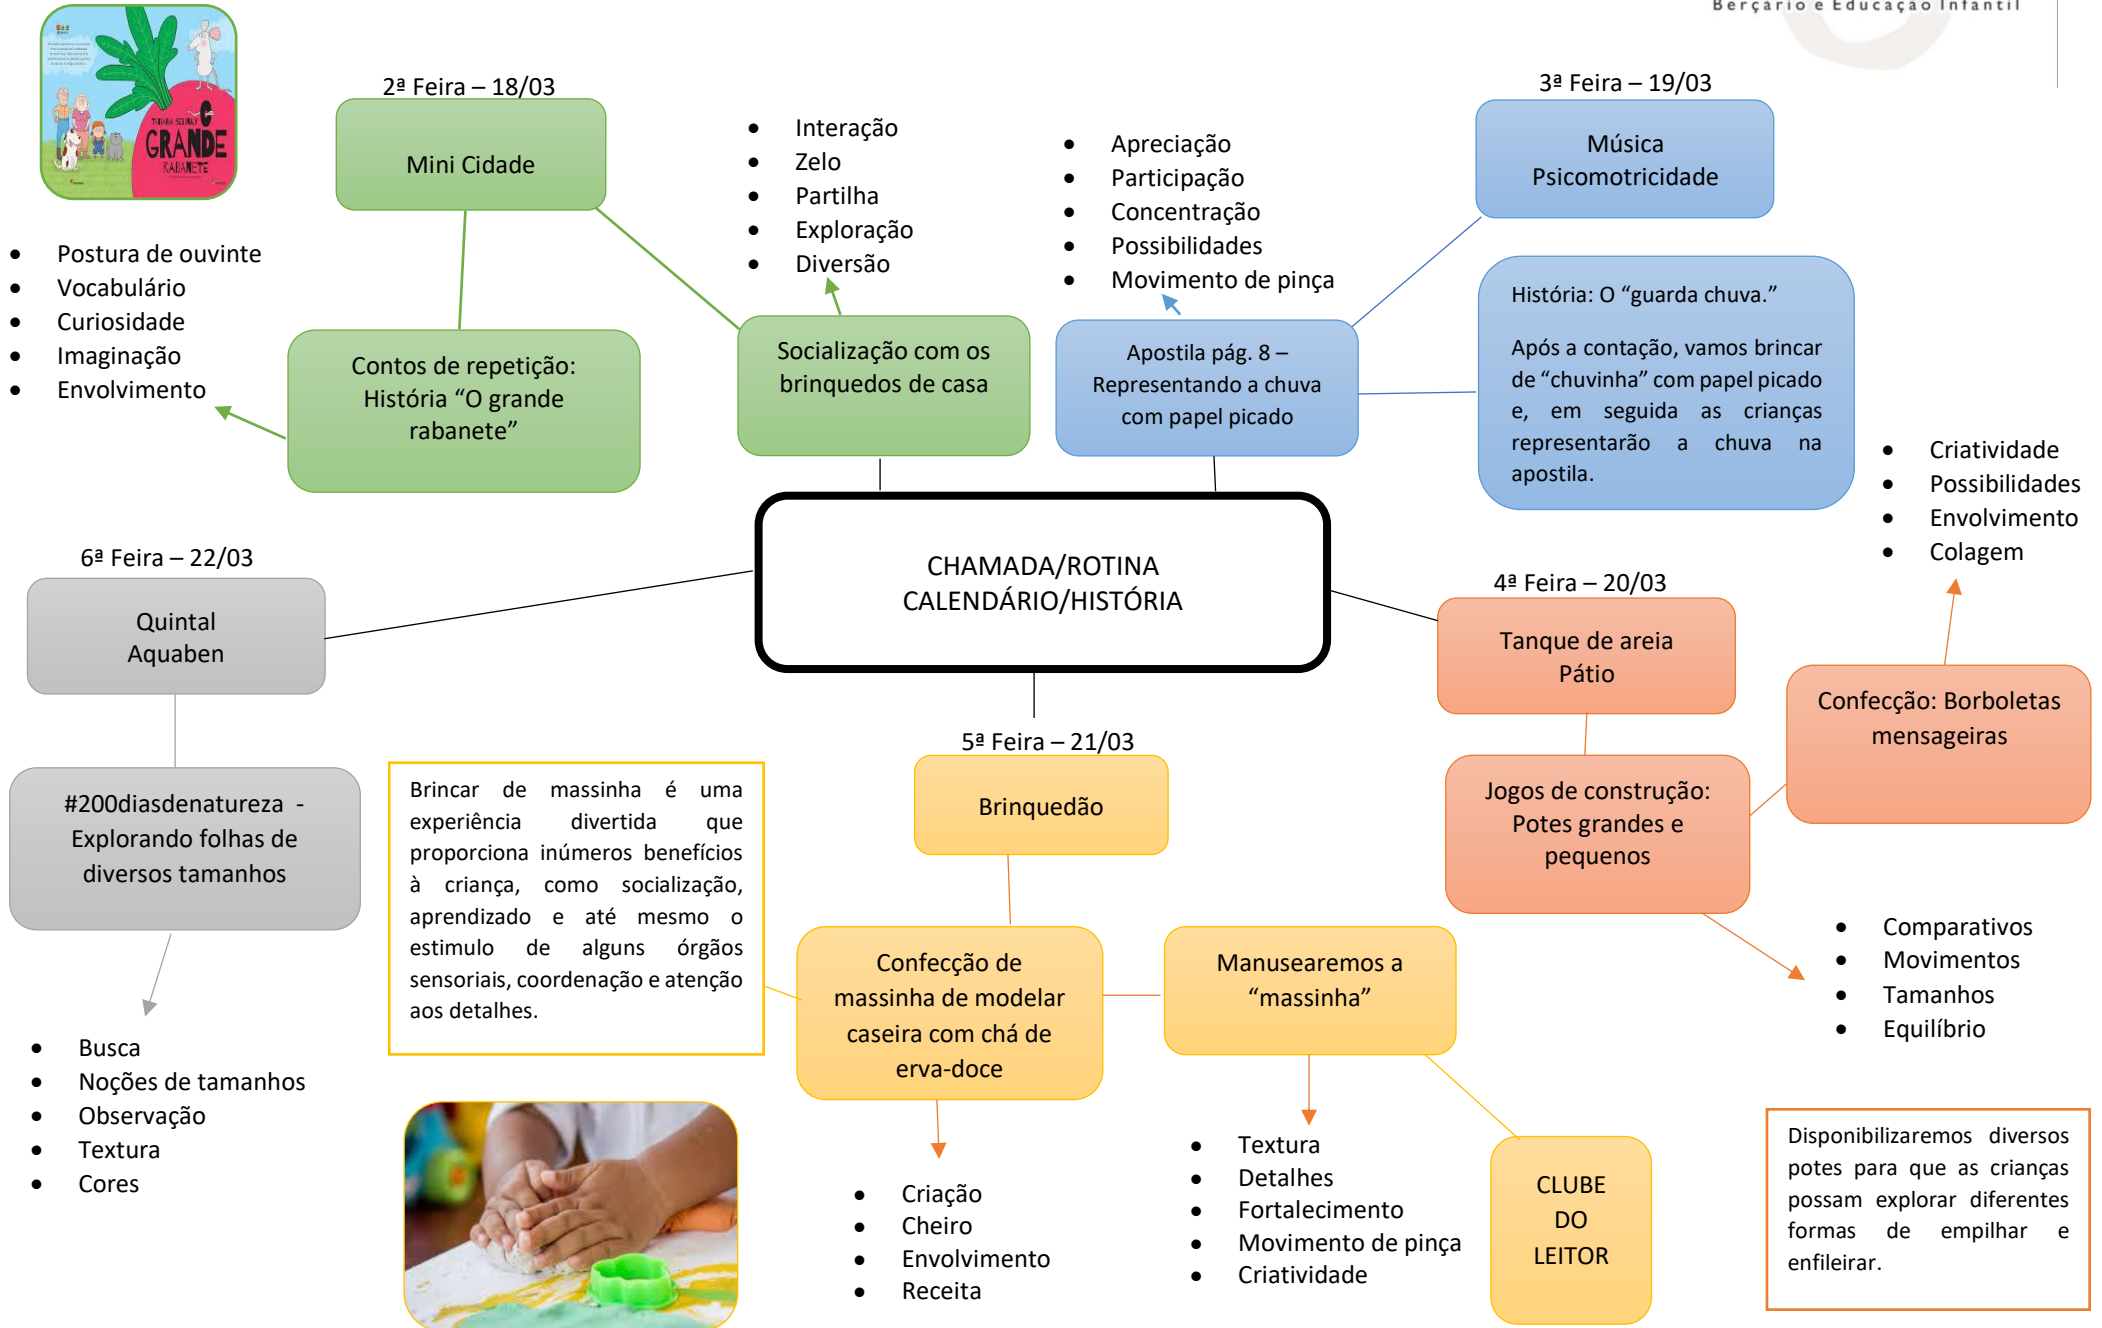 Berçário e Educação Infantil
TATIANA BELINKY
O
GRANDE
RABANETE
2ª Feira – 18/03
Mini Cidade
• Interação
• Zelo
• Partilha
• Exploração
• Diversão
• Postura de ouvinte
• Vocabulário
• Curiosidade
• Imaginação
• Envolvimento
Contos de repetição:
História “O grande
rabanete”
Socialização com os
brinquedos de casa
3ª Feira – 19/03
Música
Psicomotricidade
• Apreciação
• Participação
• Concentração
• Possibilidades
• Movimento de pinça
Apostila pág. 8 –
Representando a chuva
com papel picado
História: O “guarda chuva.”
Após a contação, vamos brincar
de “chuvinha” com papel picado
e, em seguida as crianças
representarão a chuva na
apostila.
CHAMADA/ROTINA
CALENDÁRIO/HISTÓRIA
4ª Feira – 20/03
Tanque de areia
Pátio
• Criatividade
• Possibilidades
• Envolvimento
• Colagem
Confecção: Borboletas
mensageiras
Jogos de construção:
Potes grandes e
pequenos
• Comparativos
• Movimentos
• Tamanhos
• Equilíbrio
Disponibilizaremos diversos
potes para que as crianças
possam explorar diferentes
formas de empilhar e
enfileirar.
5ª Feira – 21/03
Brinquedão
Brincar de massinha é uma
experiência divertida que
proporciona inúmeros benefícios
à criança, como socialização,
aprendizado e até mesmo o
estimulo de alguns órgãos
sensoriais, coordenação e atenção
aos detalhes.
Confecção de
massinha de modelar
caseira com chá de
erva-doce
• Criação
• Cheiro
• Envolvimento
• Receita
Manusearemos a
“massinha”
• Textura
• Detalhes
• Fortalecimento
• Movimento de pinça
• Criatividade
CLUBE
DO
LEITOR
6ª Feira – 22/03
Quintal
Aquaben
#200diasdenatureza -
Explorando folhas de
diversos tamanhos
• Busca
• Noções de tamanhos
• Observação
• Textura
• Cores